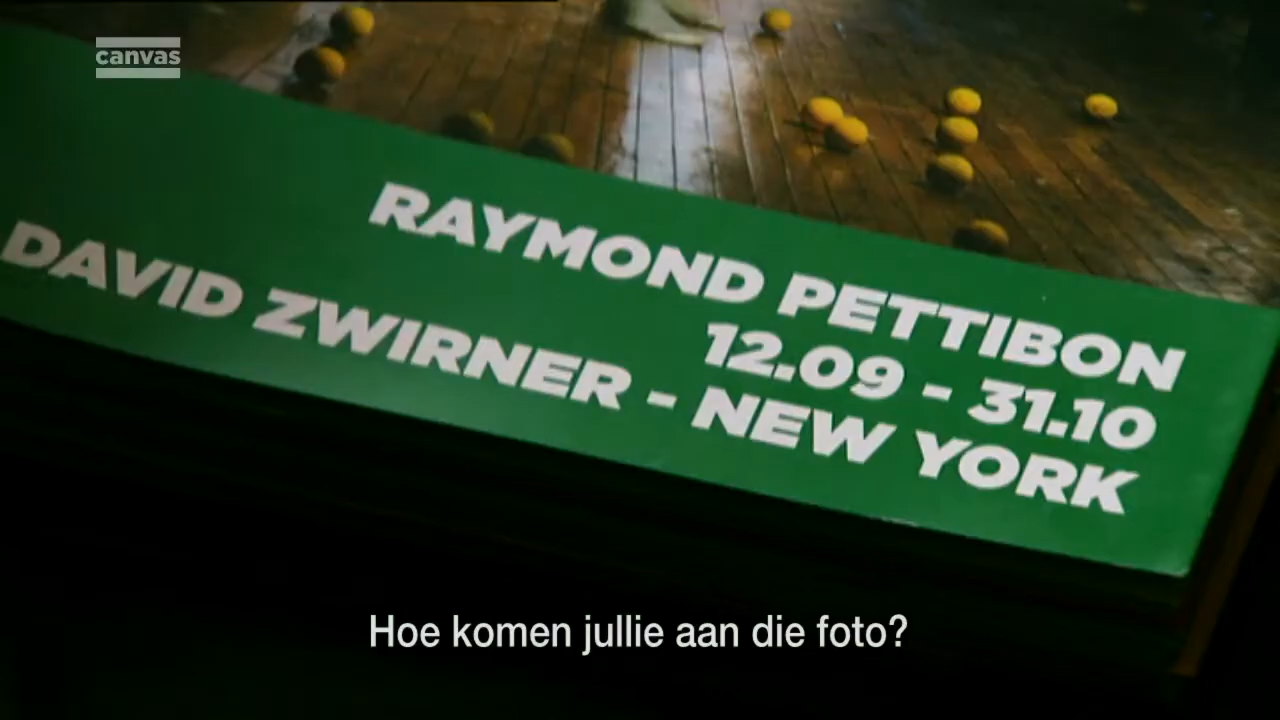 canvas
RAYMOND PETTIBON
12.09 - 31.10
DAVID ZWIRNER - NEW YORK
Hoe komen jullie aan die foto?